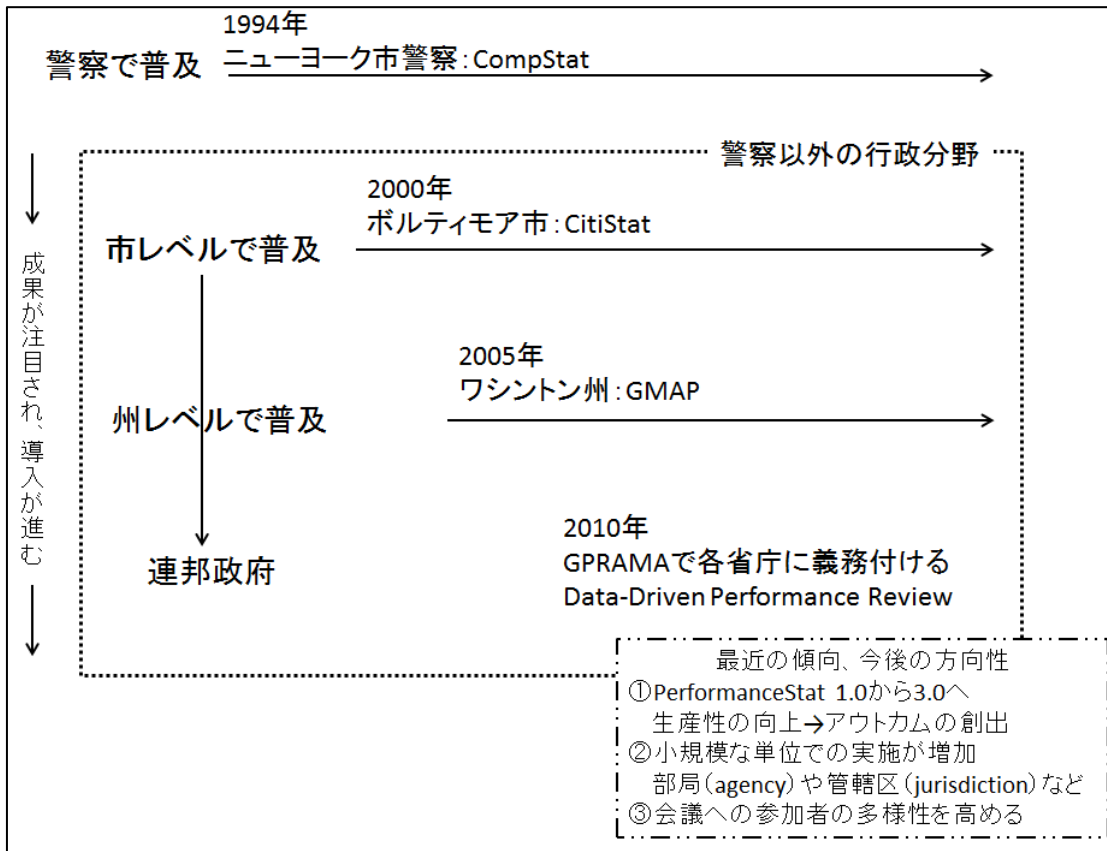 1994年
警察で普及 ニューヨーク市警察:CompStat
警察以外の行政分野
2000年
ボルティモア市:CitiStat
市レベルで普及
成果が注目され、導入が進む
2005年
ワシントン州:GMAP
州レベルで普及
2010年
GPRAMAで各省庁に義務付ける
Data-Driven Performance Review
連邦政府
最近の傾向、今後の方向性
①PerformanceStat 1.0から3.0へ
生産性の向上→アウトカムの創出
②小規模な単位での実施が増加
部局(agency)や管轄区(jurisdiction)など
③会議への参加者の多様性を高める